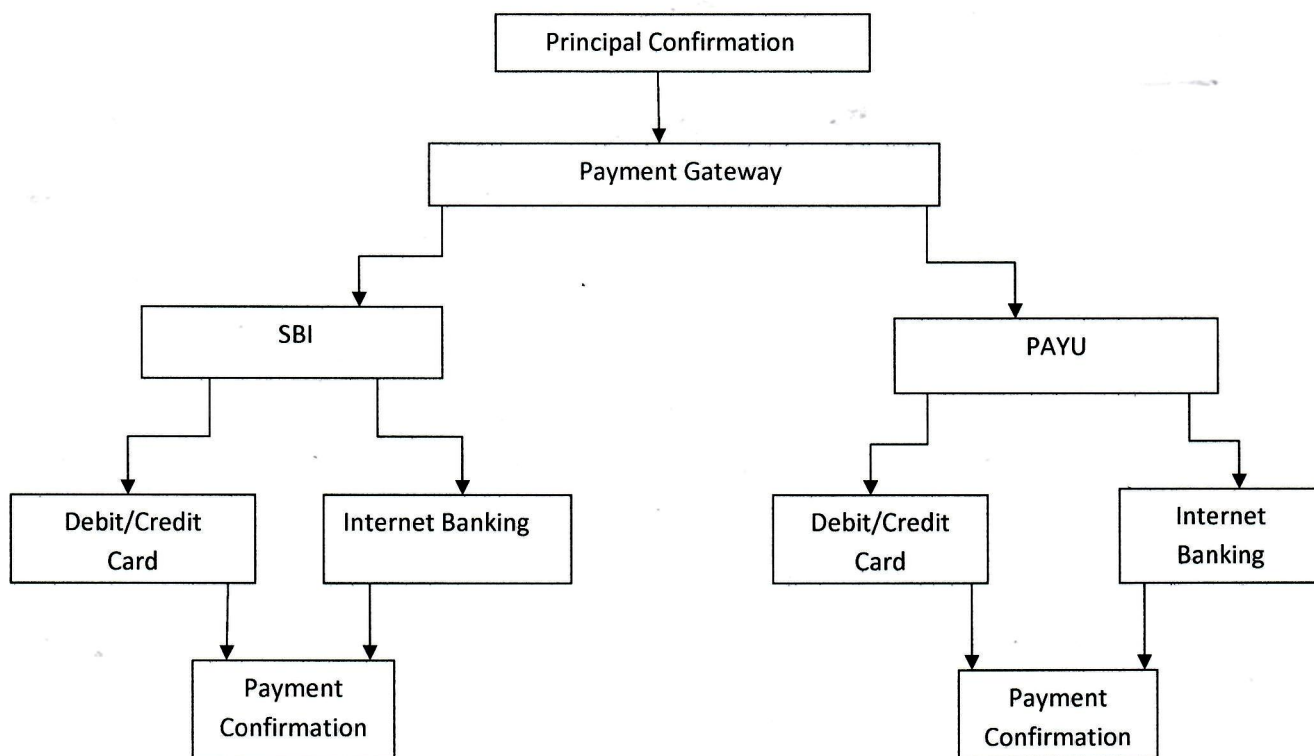 Principal Confirmation
Payment Gateway
SBI
PAYU
Debit/Credit
Card
Internet Banking
Debit/Credit
Card
Internet
Banking
Payment
Confirmation
Payment
Confirmation